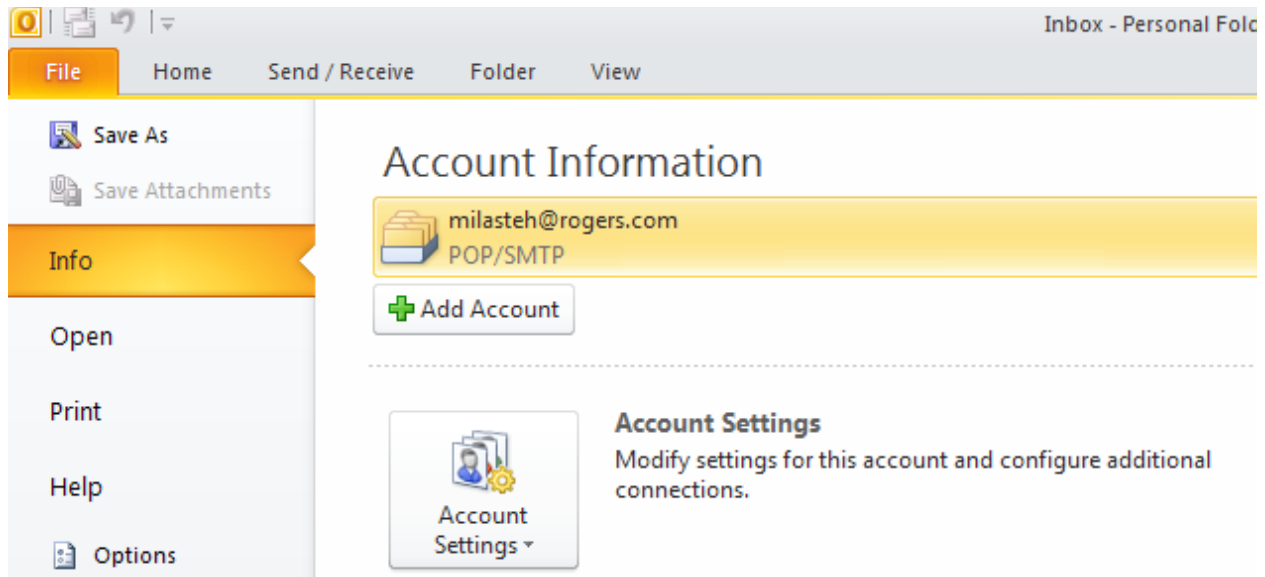 Inbox - Personal Fold
File Home Send / Receive Folder View
Save As
Save Attachments
Info
Open
Print
Help
Options
Account Information
milasteh@rogers.com
POP/SMTP
Add Account
Account Settings
Modify settings for this account and configure additional
connections.
Account
Settings